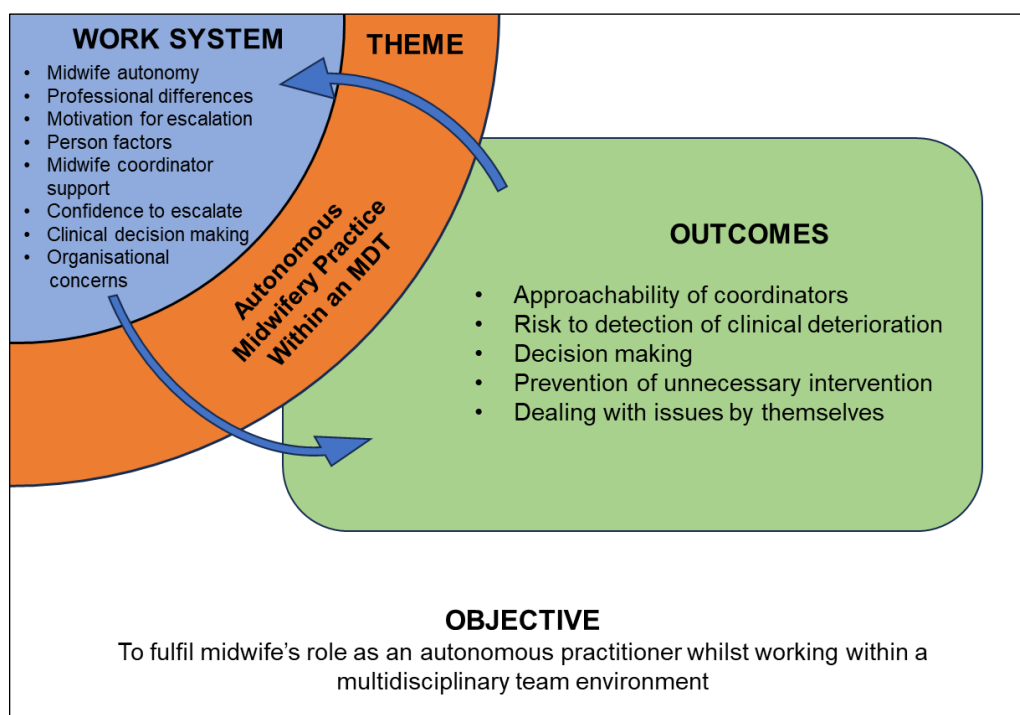 WORK SYSTEM
• Midwife autonomy
• Professional differences
• Motivation for escalation
• Person factors
• Midwife coordinator
support
• Confidence to escalate
• Clinical decision making
• Organisational
concerns
THEME
Autonomous
Midwifery Practice
Within an MDT
OUTCOMES
• Approachability of coordinators
• Risk to detection of clinical deterioration
• Decision making
• Prevention of unnecessary intervention
• Dealing with issues by themselves
OBJECTIVE
To fulfil midwife’s role as an autonomous practitioner whilst working within a
multidisciplinary team environment